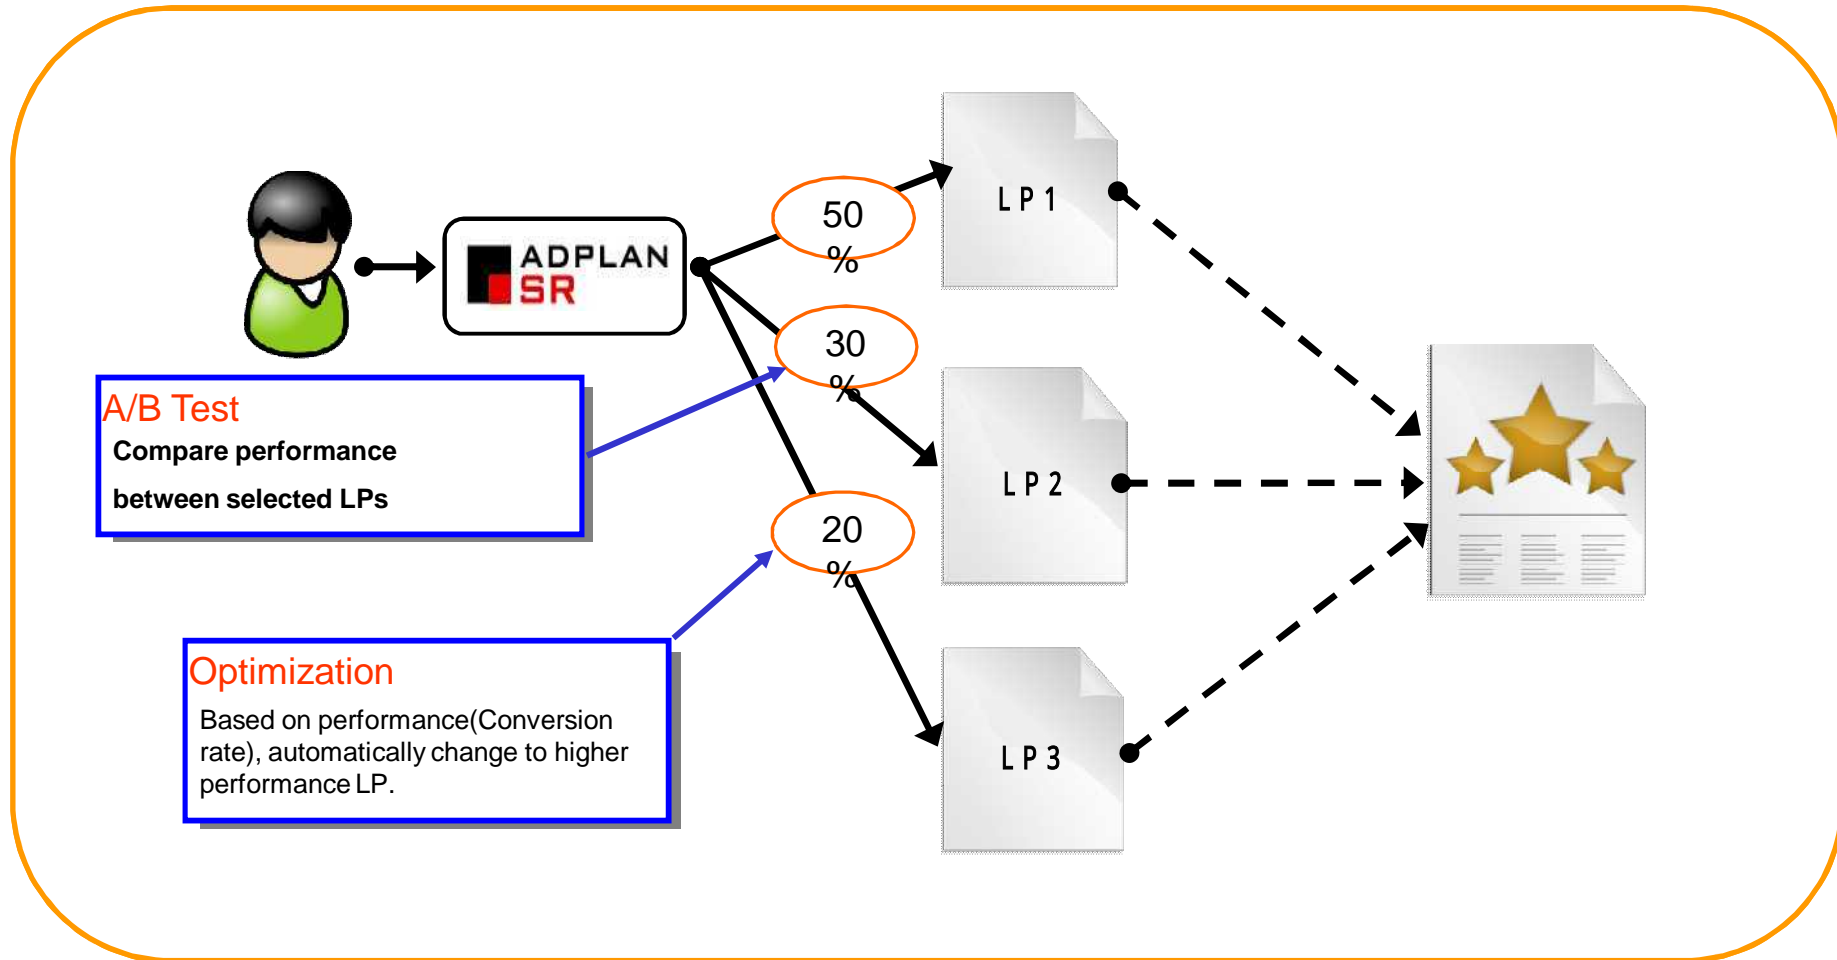 50
%
LP1
ADPLAN
SR
30
%
A/B Test
Compare performance
between selected LPs
LP2
20
%
Optimization
Based on performance(Conversion
rate), automatically change to higher
performance LP.
LP3